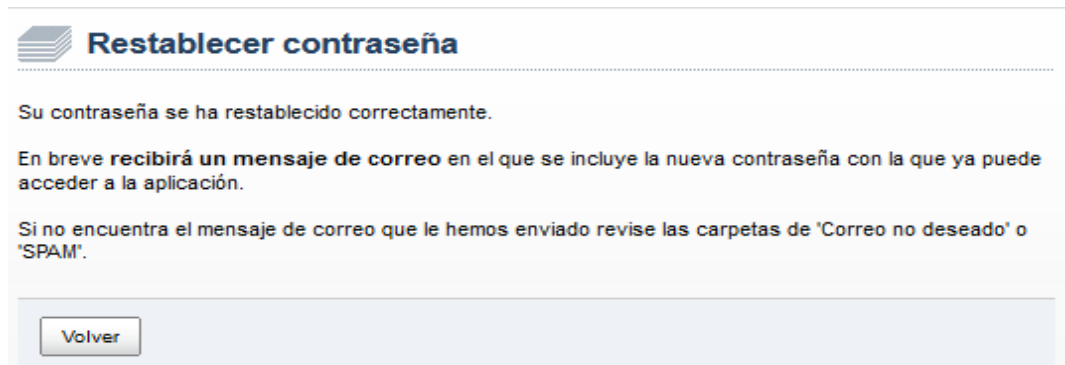 Restablecer contraseña
Su contraseña se ha restablecido correctamente.
En breve recibirá un mensaje de correo en el que se incluye la nueva contraseña con la que ya puede
acceder a la aplicación.
Si no encuentra el mensaje de correo que le hemos enviado revise las carpetas de 'Correo no deseado' o
'SPAM'.
Volver